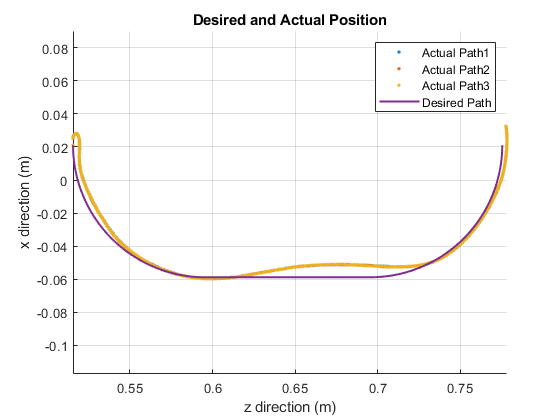 Desired and Actual Position
0.08
0.06
0.04
0.02
0
-0.02
-0.04
-0.06
-0.08
-0.1
x direction (m)
Actual Path1
Actual Path2
Actual Path3
Desired Path
0.55
0.6
0.65
0.7
0.75
z direction (m)